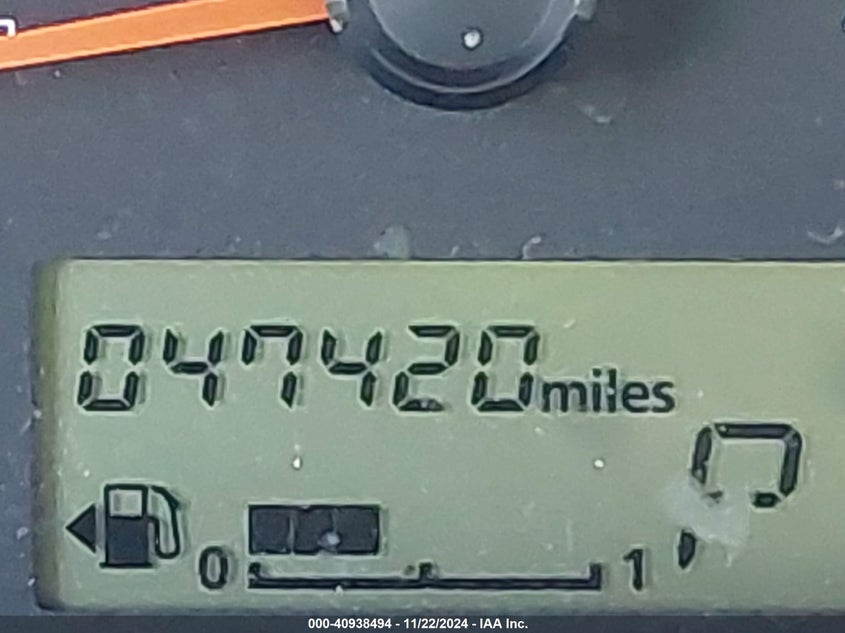 047420 miles
P
0 1
000-40938494 - 11/22/2024 - IAA Inc.